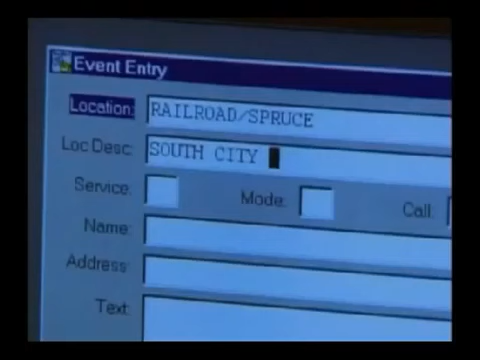 Event Entry
Location: RAILROAD/SPRUCE
Loc Desc: SOUTH CITY
Service: Mode: Call:
Name:
Address:
Text: